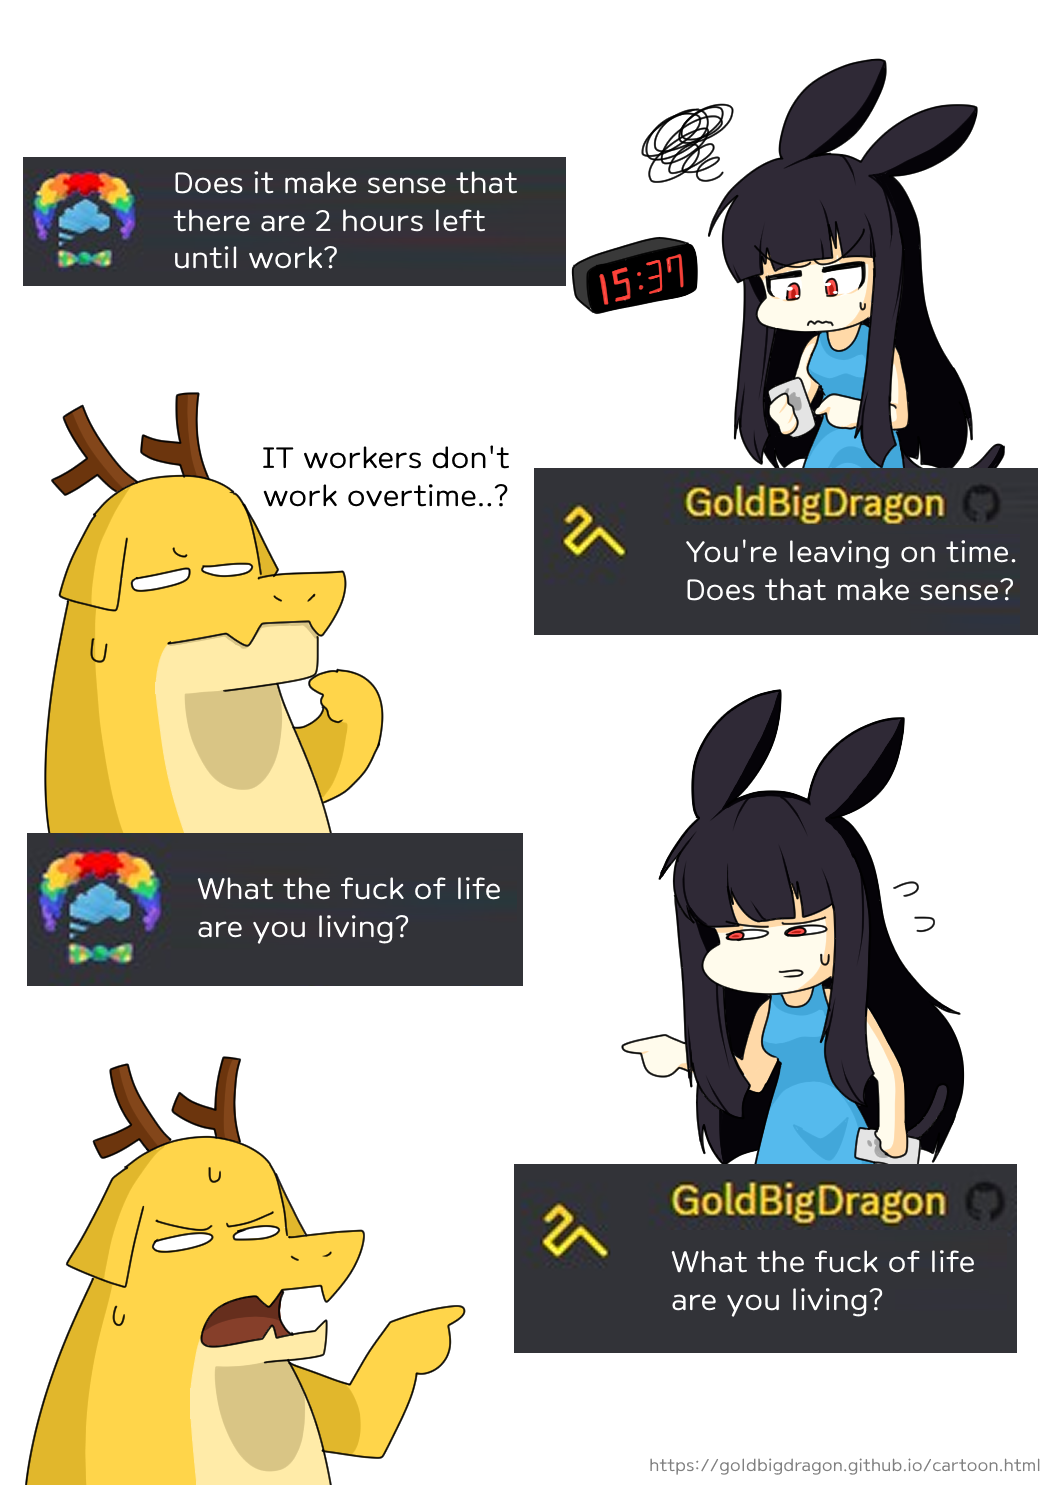 Does it make sense that
there are 2 hours left
until work?
15:37
IT workers don't
work overtime..?
GoldBigDragon
You're leaving on time.
Does that make sense?
What the fuck of life
are you living?
GoldBigDragon
What the fuck of life
are you living?
https://goldbigdragon.github.io/cartoon.html